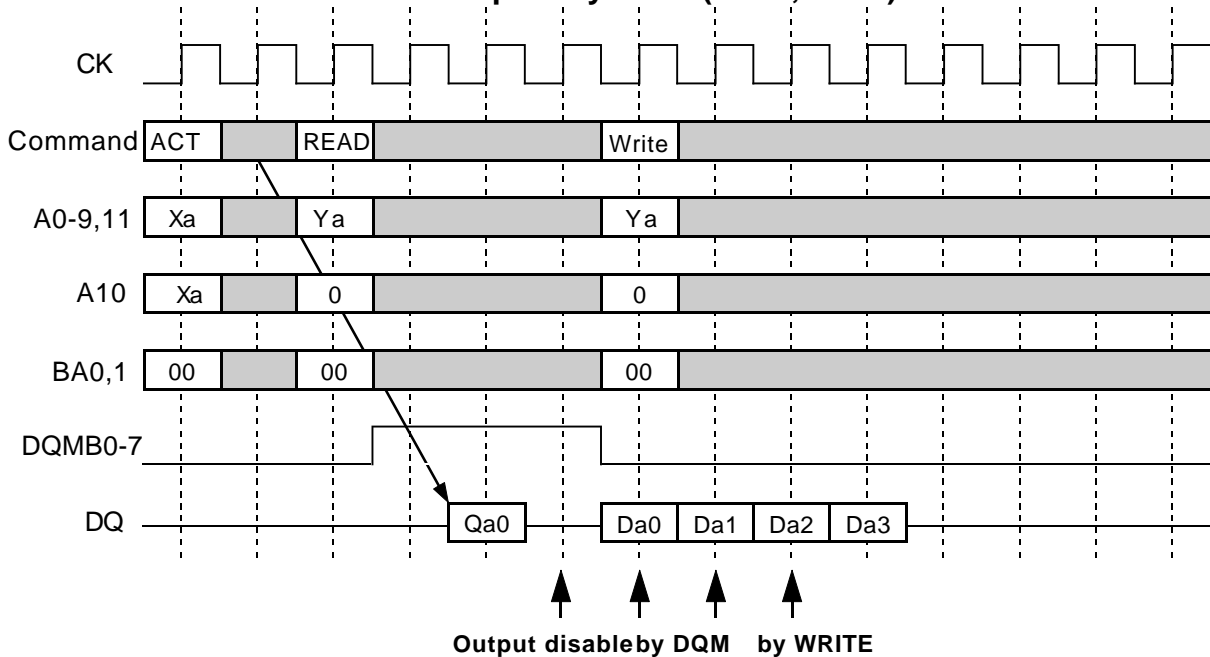 CK
Command ACT READ Write
A0-9,11 Xa Ya Ya
A10 Xa 0 0
BA0,1 00 00 00
DQMB0-7
DQ Qa0 Da0 Da1 Da2 Da3
Output disable by DQM by WRITE